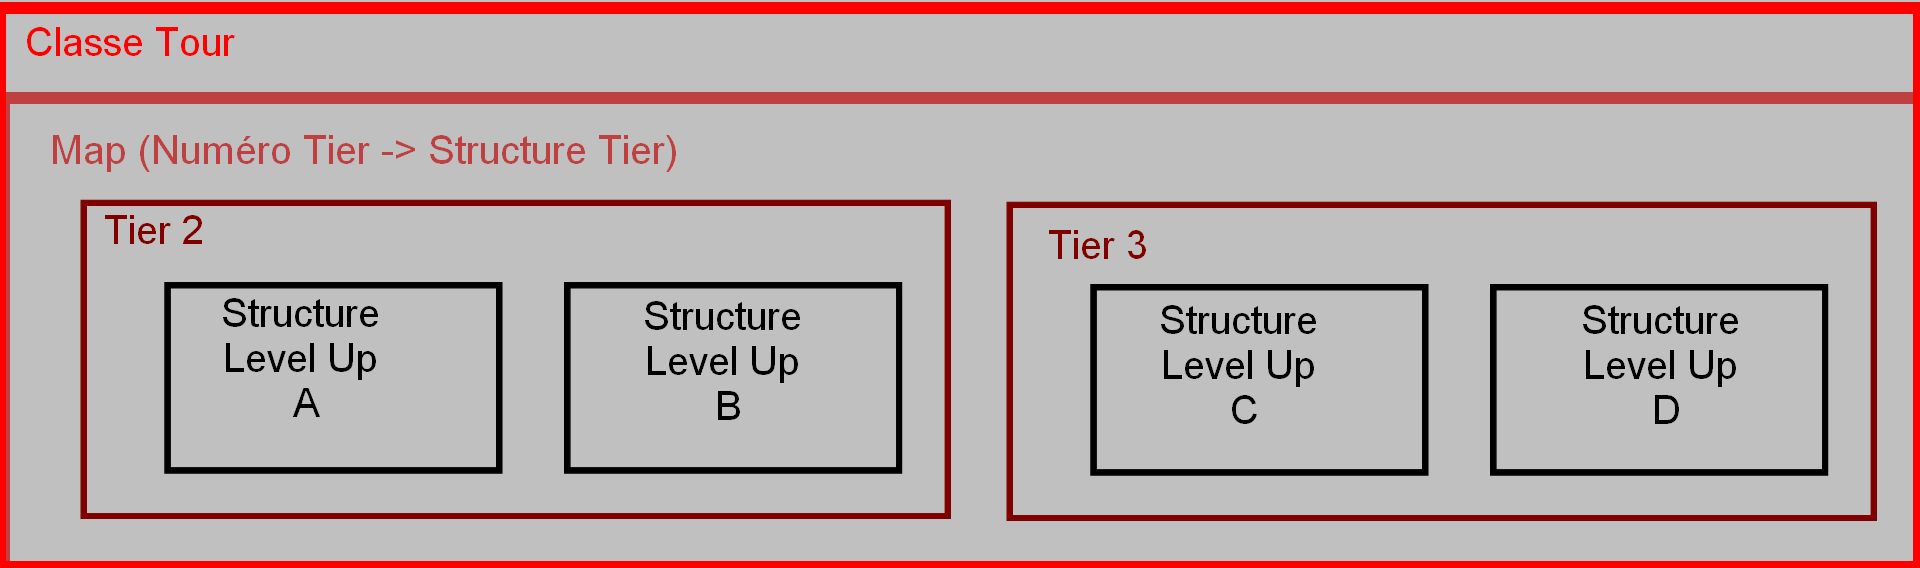 Classe Tour
Map (Numéro Tier -> Structure Tier)
Tier 2
Structure
Level Up
A
Structure
Level Up
B
Tier 3
Structure
Level Up
C
Structure
Level Up
D